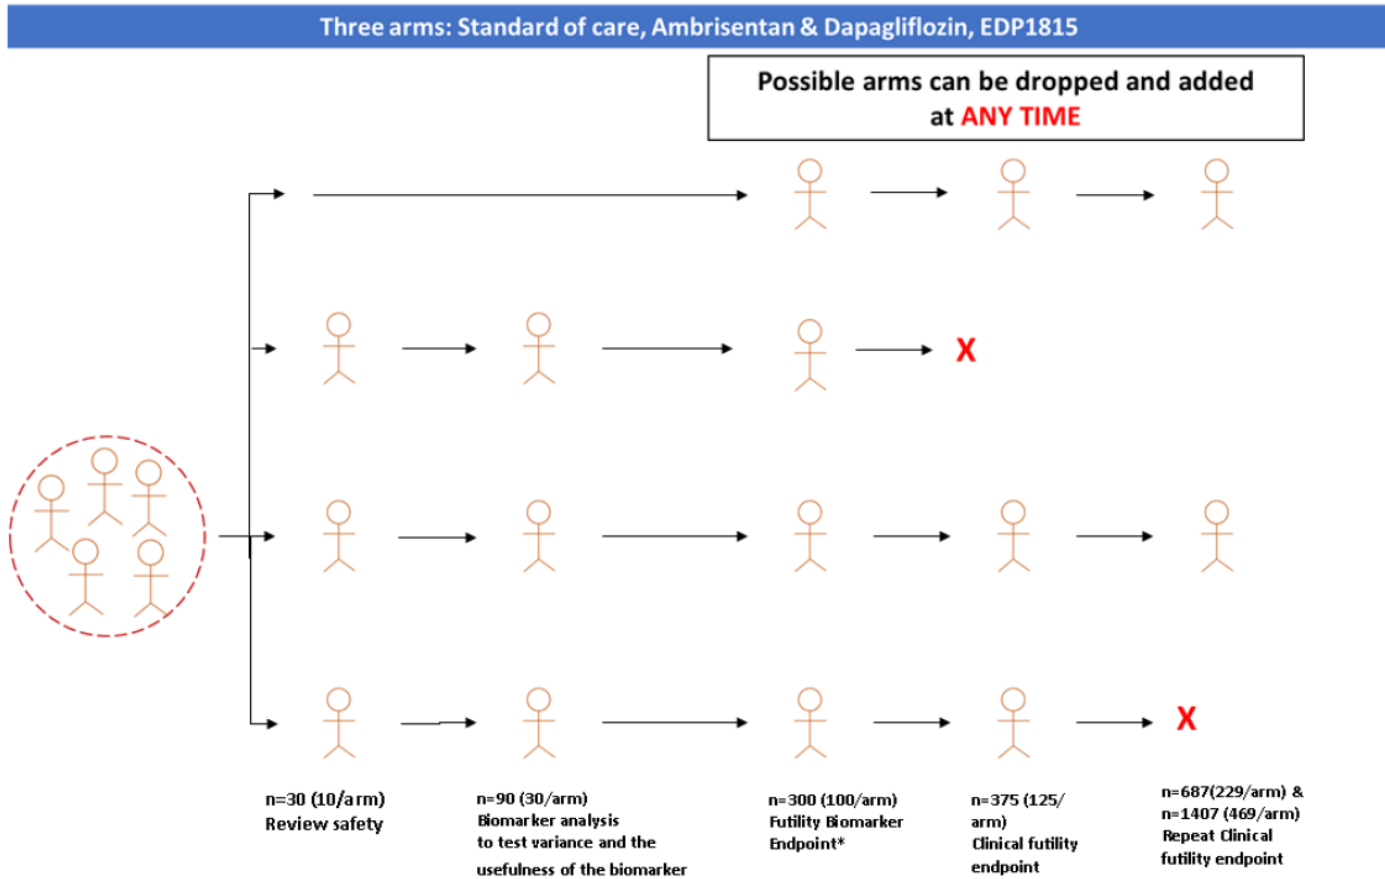 Three arms: Standard of care, Ambrisentan & Dapagliflozin, EDP1815
Possible arms can be dropped and added
at ANY TIME
X
X
n=30 (10/arm)
Review safety
n=90 (30/arm)
Biomarker analysis
to test variance and the
usefulness of the biomarker
n=300 (100/arm)
Futility Biomarker
Endpoint*
n=375 (125/
arm)
Clinical futility
endpoint
n=687(229/arm) &
n=1407 (469/arm)
Repeat Clinical
futility endpoint